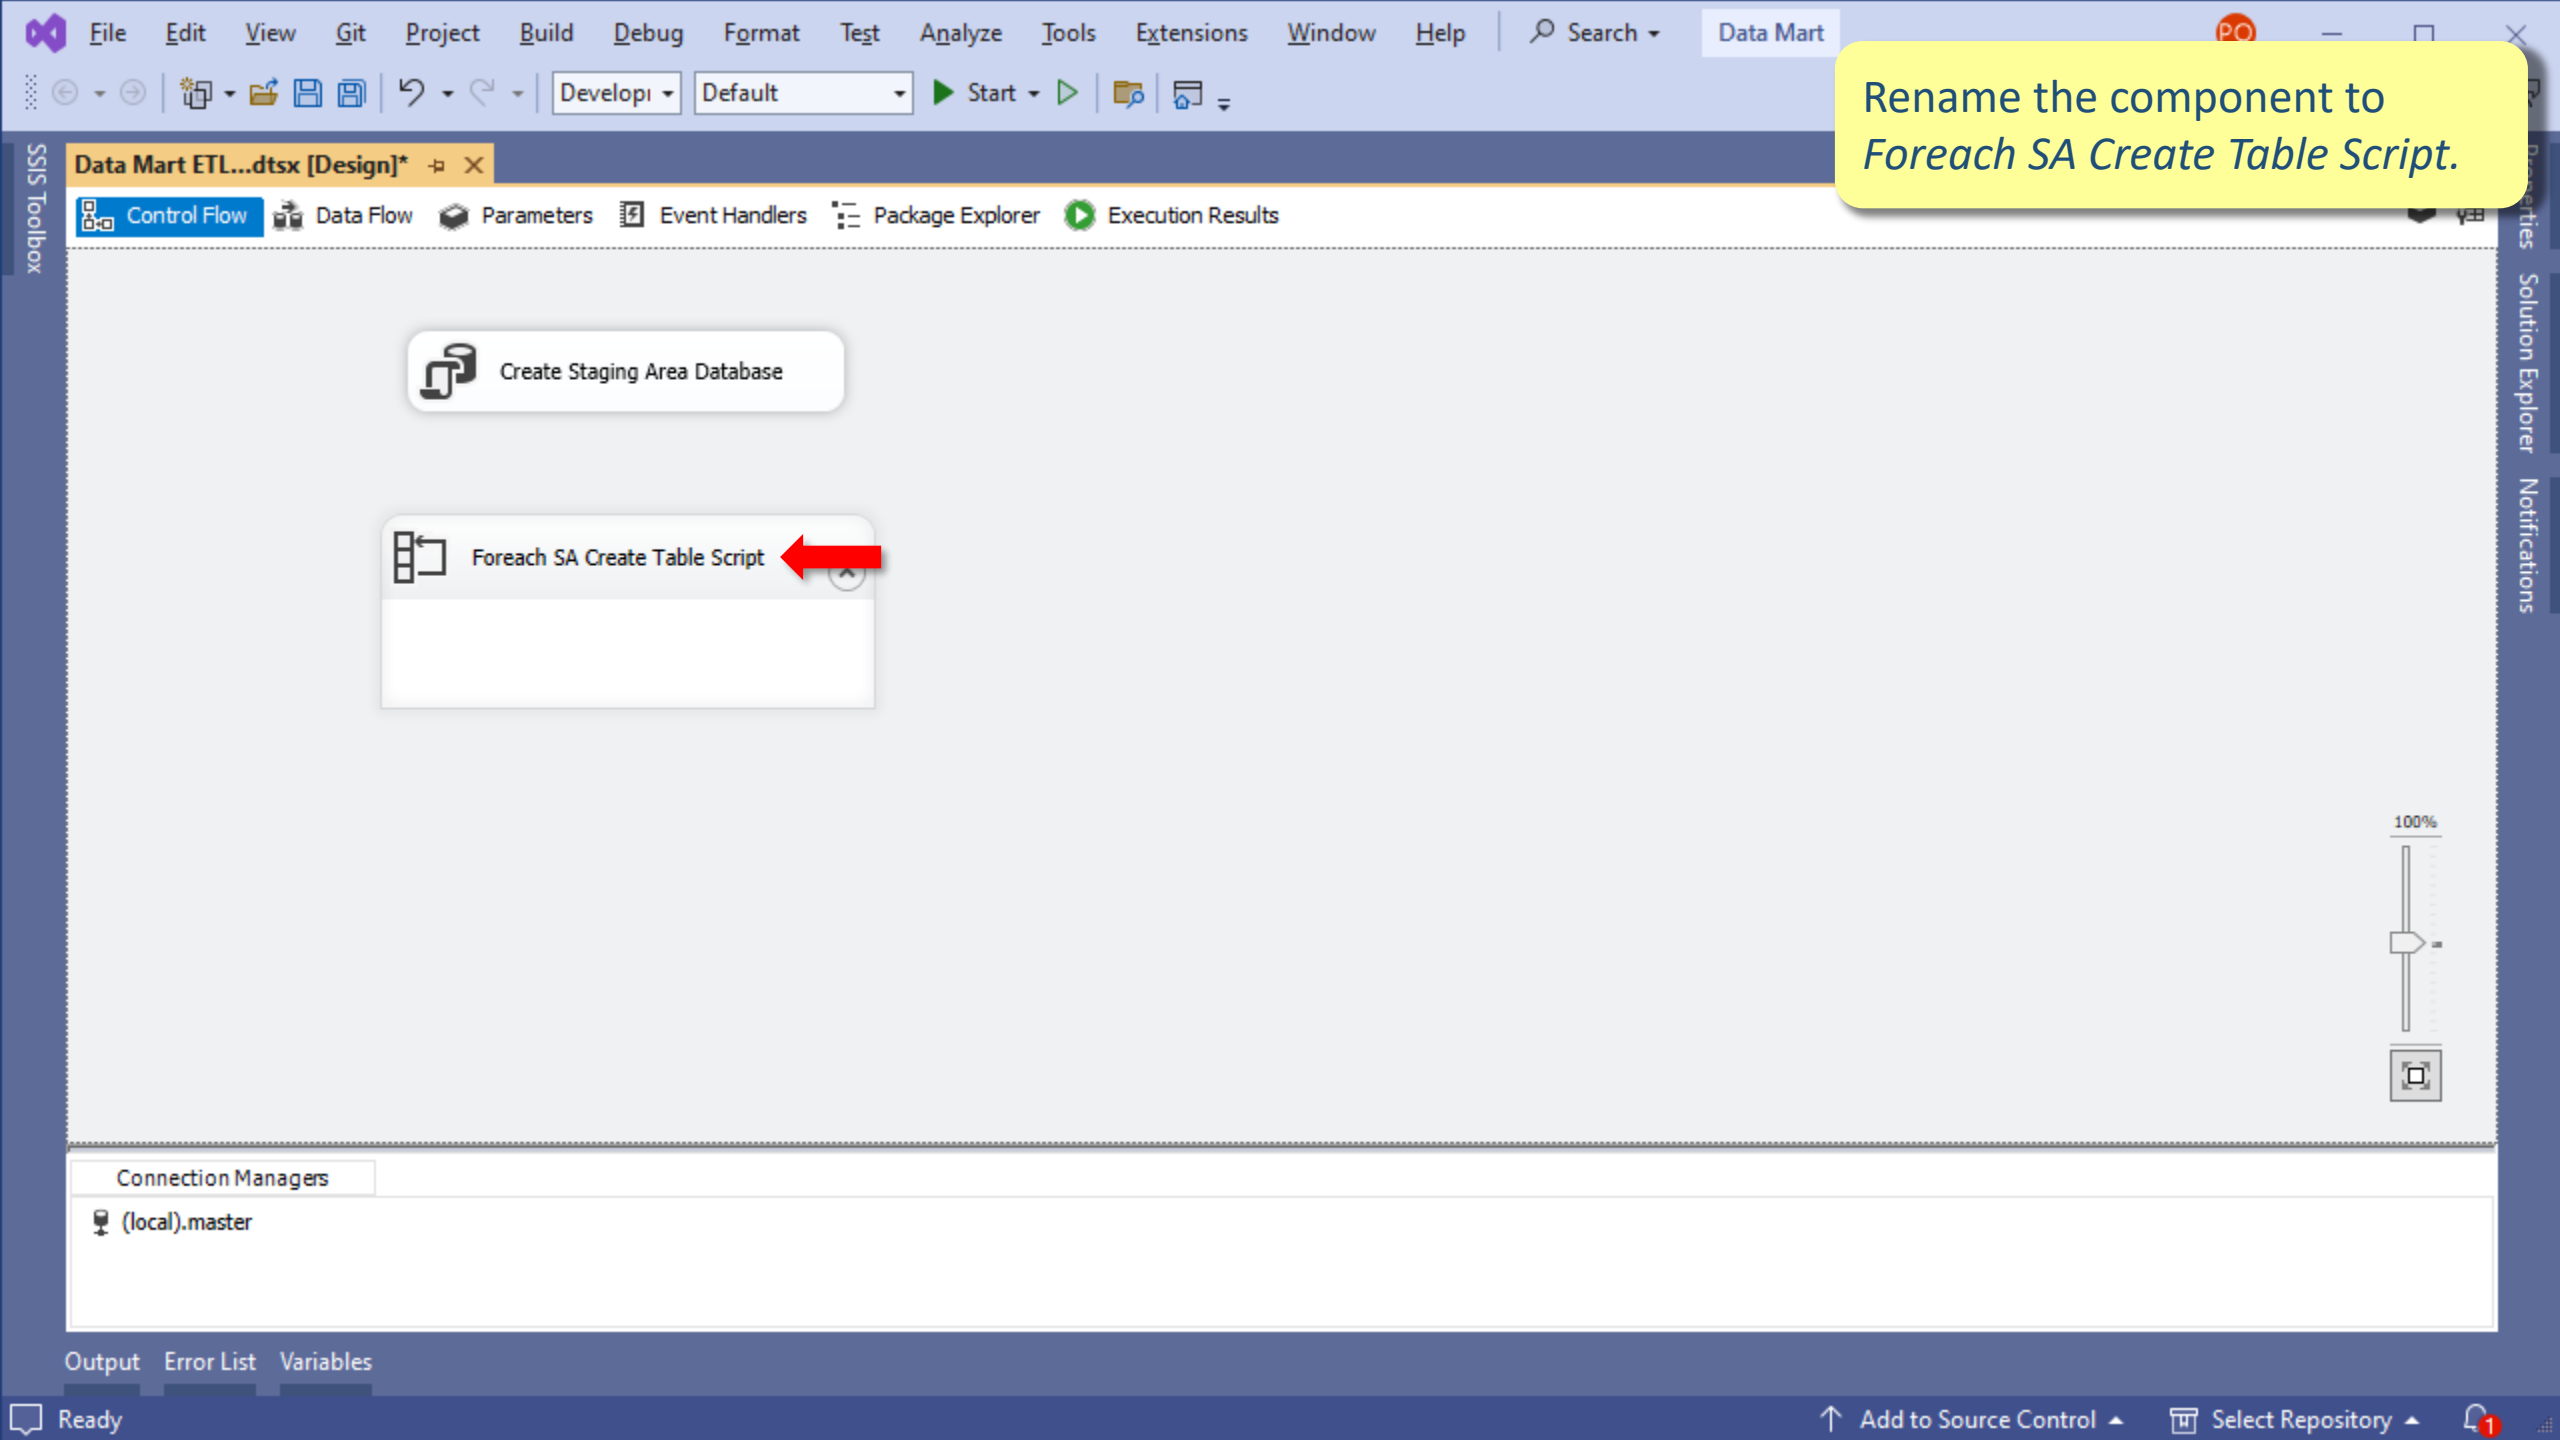 File Edit View Git Project Build Debug Format Test Analyze Tools Extensions Window Help Search Data Mart PO
Default Start
Rename the component to
Foreach SA Create Table Script.
SSIS Toolbox
Data Mart ETL...dtsx [Design]*
Control Flow Data Flow Parameters Event Handlers Package Explorer Execution Results
Solution Explorer
Notifications
Create Staging Area Database
Foreach SA Create Table Script
100%
Connection Managers
(local).master
Output Error List Variables
Ready Add to Source Control Select Repository 1